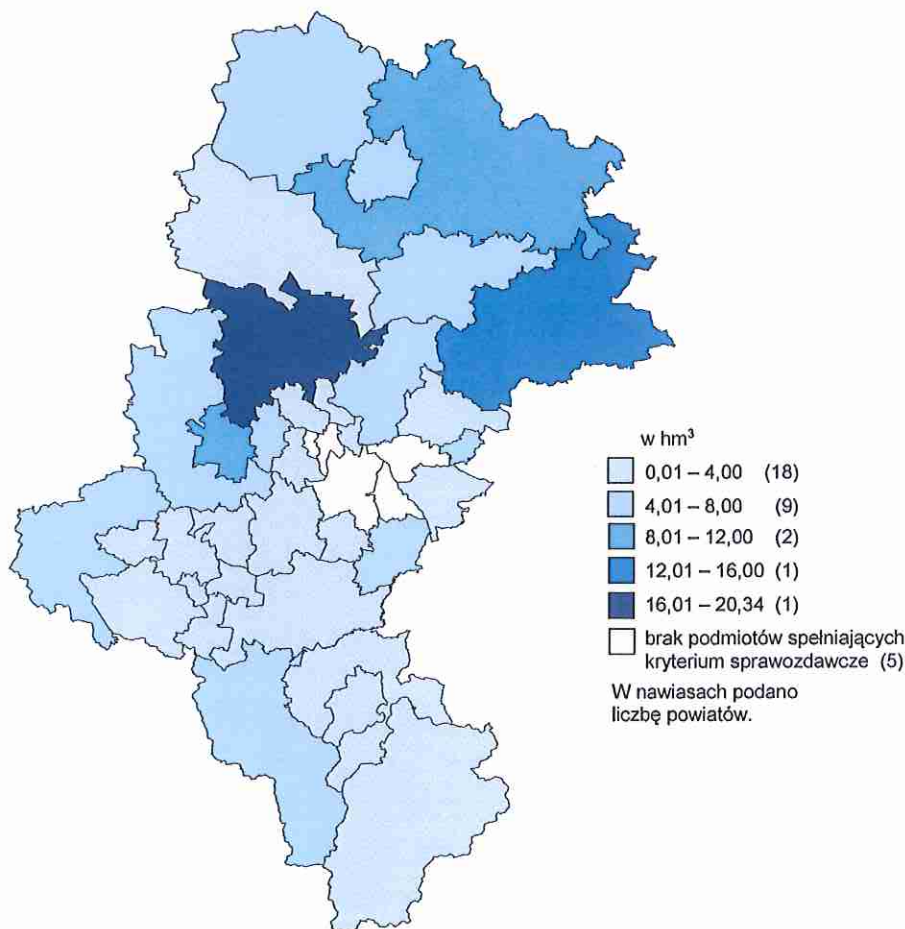 w hm³
0,01 – 4,00 (18)
4,01 – 8,00 (9)
8,01 – 12,00 (2)
12,01 – 16,00 (1)
16,01 – 20,34 (1)
brak podmiotów spełniających
kryterium sprawozdawcze (5)
W nawiasach podano
liczbę powiatów.